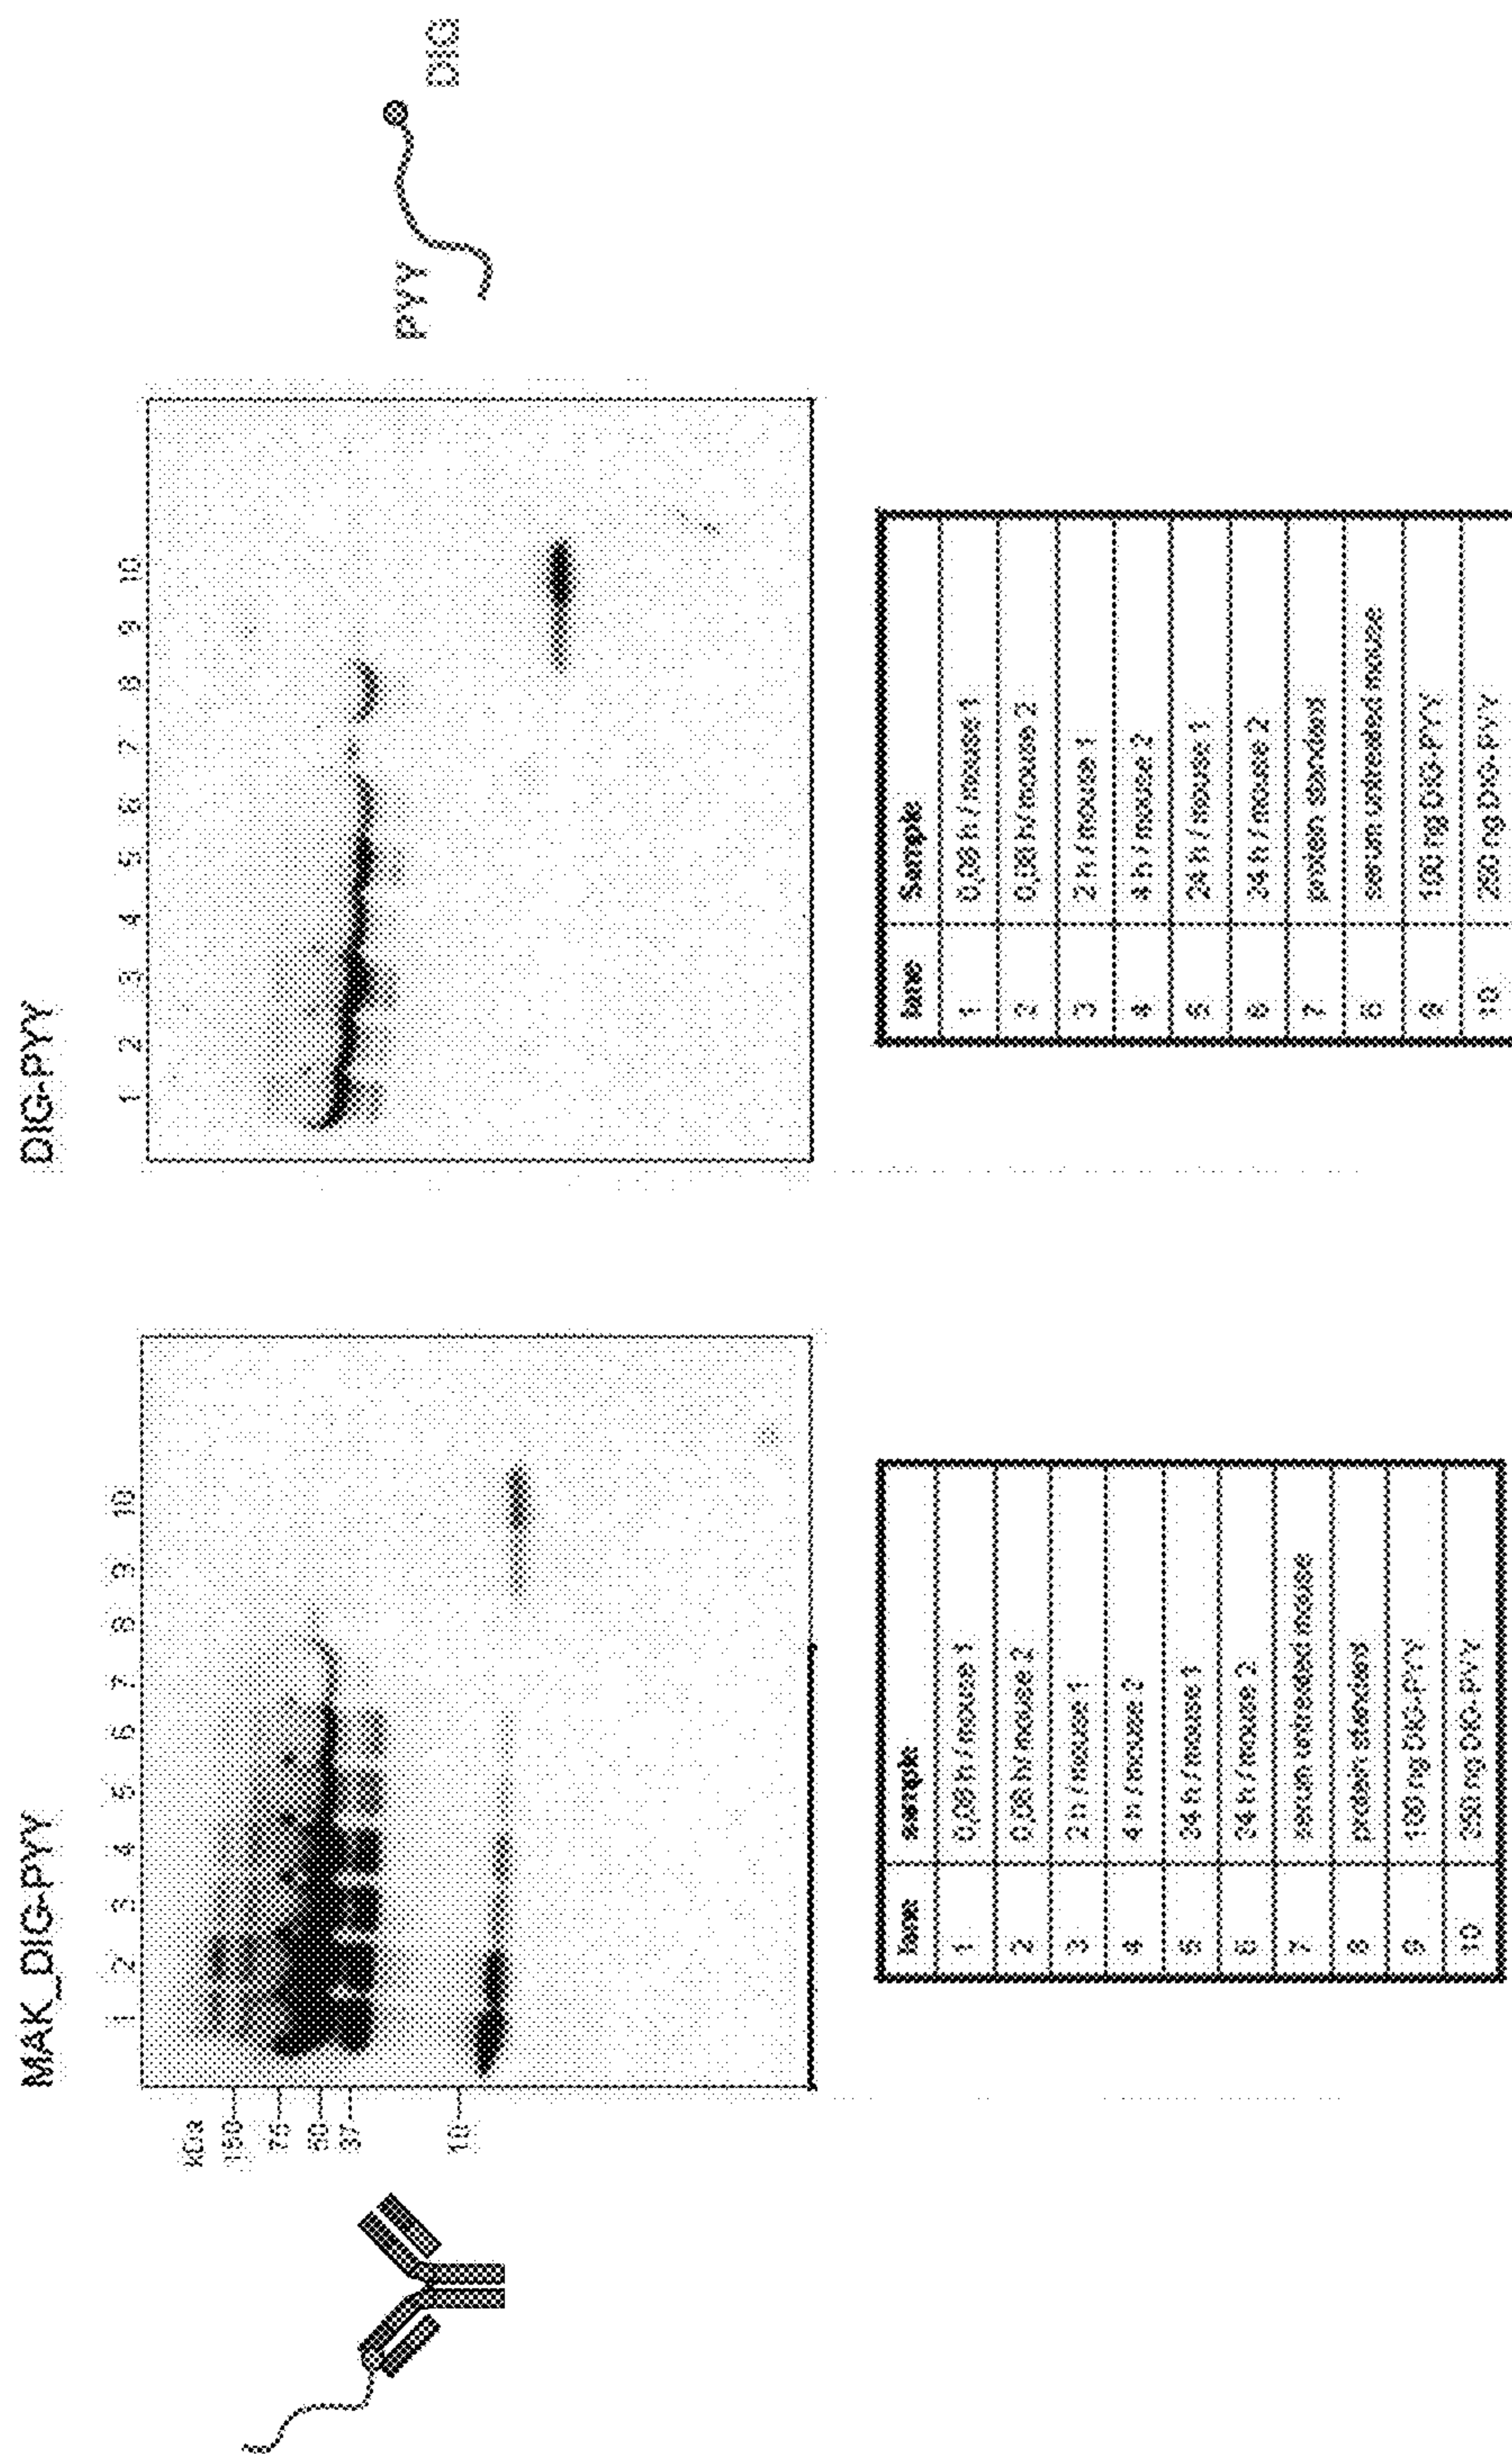 MAK_DIG-PYY
kDa
150
75
50
37
10
1 2 3 4 5 6 7 8 9 10
lane sample
1 0,08 h / mouse 1
2 0,08 h/ mouse 2
3 2 h / mouse 1
4 4 h / mouse 2
5 24 h / mouse 1
6 24 h / mouse 2
7 serum untreated mouse
8 protein standard
9 100 ng DIG-PYY
10 250 ng DIG-PYY
DIG-PYY
1 2 3 4 5 6 7 8 9 10
PYY
DIG
lane Sample
1 0,08 h / mouse 1
2 0,08 h/ mouse 2
3 2 h / mouse 1
4 4 h / mouse 2
5 24 h / mouse 1
6 24 h / mouse 2
7 protein standard
8 serum untreated mouse
9 100 ng DIG-PYY
10 250 ng DIG-PYY